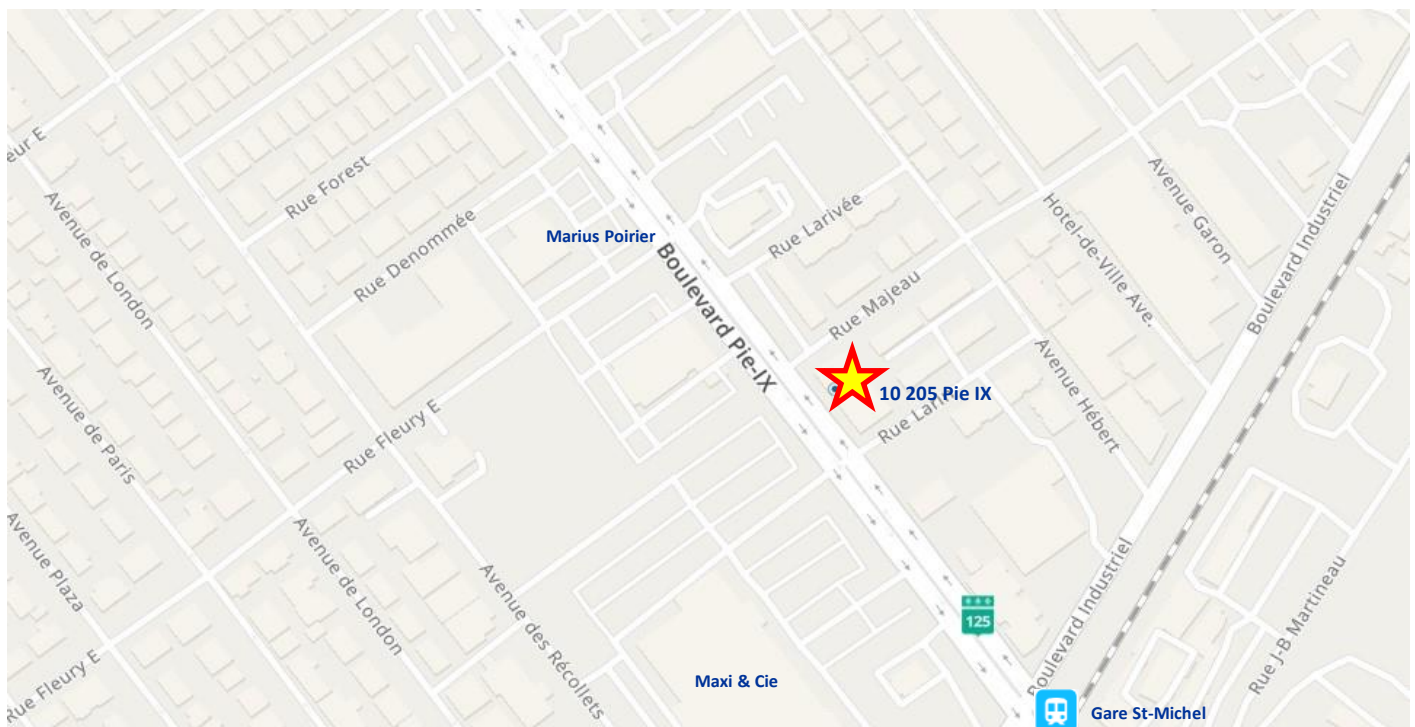 eur E
Rue Forest
Avenue de London
Rue Denommée
Marius Poirier
Boulevard Pie-IX
Rue Larivée
Rue Majeau
Hotel-de-Ville Ave.
Avenue Garon
Boulevard Industriel
10 205 Pie IX
Rue Lan
Avenue Hébert
Avenue de Paris
Rue Fleury E
Avenue Plaza
Avenue de London
Avenue des Récollets
125
Boulevard Industriel
Rue J-B Martineau
Rue Fleury E
Maxi & Cie
Gare St-Michel